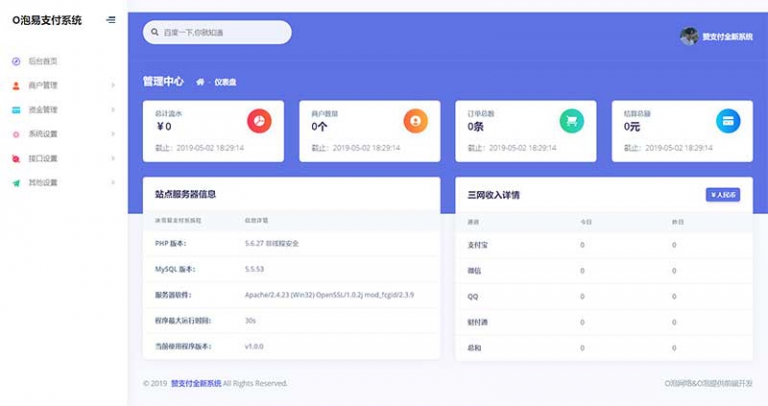 O泡易支付系统
百度一下,你就知道
赞支付全新系统
后台首页
商户管理
资金管理
系统设置
接口设置
其他设置
管理中心 - 仪表盘
总计流水
¥0
截止：2019-05-02 18:29:14
商户数量
0个
截止：2019-05-02 18:29:14
订单总数
0条
截止：2019-05-02 18:29:14
结算总额
0元
截止：2019-05-02 18:29:14
站点服务器信息
信息详情
PHP 版本： 5.6.27 非线程安全
MySQL 版本： 5.5.53
服务器软件： Apache/2.4.23 (Win32) OpenSSL/1.0.2j mod_fcgid/2.3.9
程序最大运行时间： 30s
当前使用程序版本： v1.0.0
三网收入详情
¥人民币
通道 今日 昨日
支付宝 0 0
微信 0 0
QQ 0 0
财付通 0 0
总和 0 0
© 2019 赞支付全新系统 All Rights Reserved.
O泡网络&O泡提供前端开发